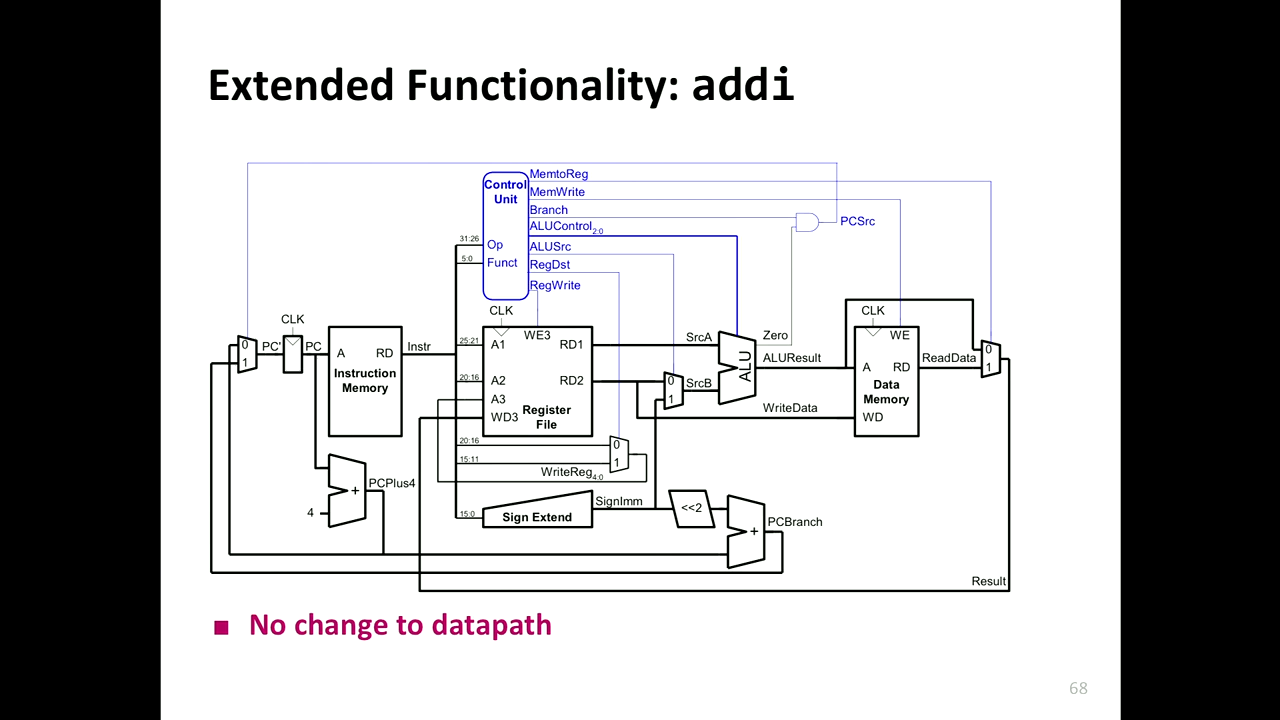 Extended Functionality: addi
MemtoReg
Control
Unit
MemWrite
Branch
PCSrc
ALUControl2:0
31:26
Op
ALUSrc
5:0
Funct
RegDst
RegWrite
CLK
CLK
CLK
WE3
SrcA
Zero
WE
0
1
PC'
PC
A
RD
Instr
25:21
A1
RD1
ALU
ALUResult
ReadData
0
1
Instruction
Memory
20:16
A2
RD2
0
1
SrcB
A
RD
Data
Memory
A3
WD3
Register
File
WriteData
WD
20:16
0
15:11
1
WriteReg4:0
PCPlus4
+
4
SignImm
15:0
Sign Extend
<<2
+
PCBranch
Result
■ No change to datapath
68